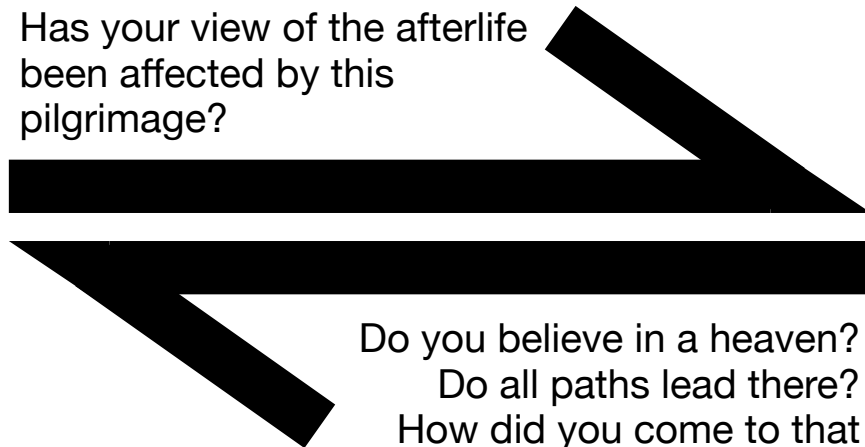 Has your view of the afterlife
been affected by this
pilgrimage?
Do you believe in a heaven?
Do all paths lead there?
How did you come to that